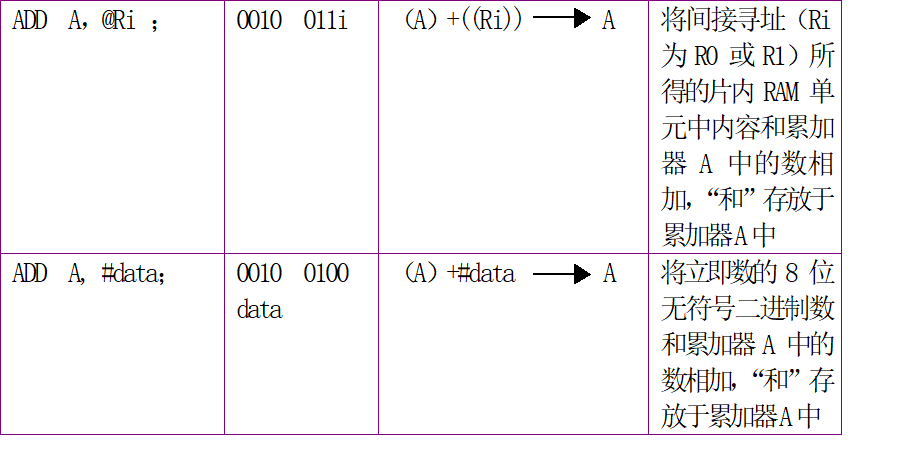 ADD A，@Ri ；
0010 011i
（A）+((Ri)) → A
将间接寻址（Ri
为 R0 或 R1）所
得的片内 RAM 单
元中内容和累加
器 A 中的数相
加，“和”存放于
累加器 A 中
ADD A，#data；
0010 0100
data
（A）+#data → A
将立即数的 8 位
无符号二进制数
和累加器 A 中的
数相加，“和”存
放于累加器 A 中